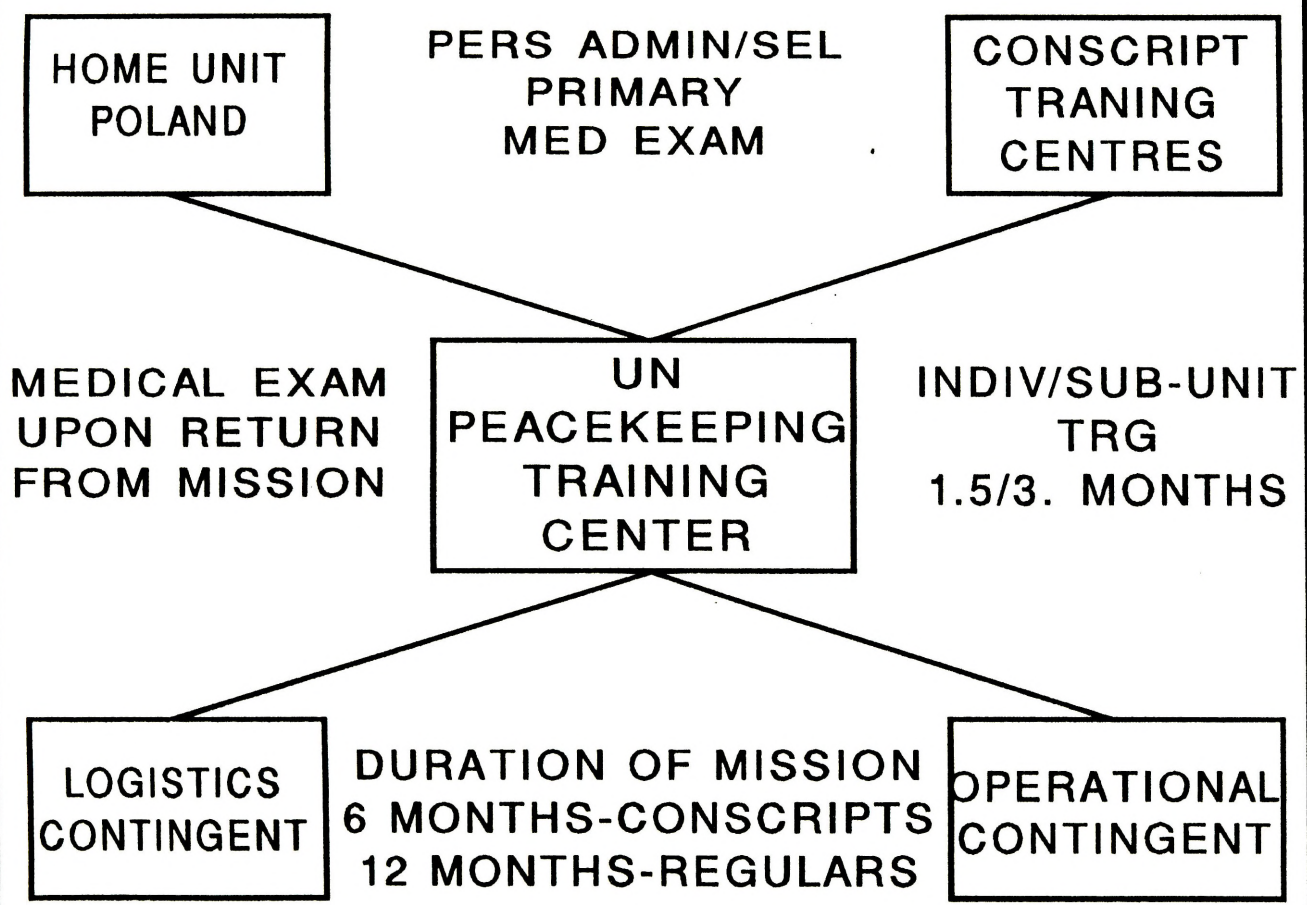 HOME UNIT
POLAND
PERS ADMIN/SEL
PRIMARY
MED EXAM
CONSCRIPT
TRANING
CENTRES
MEDICAL EXAM
UPON RETURN
FROM MISSION
UN
PEACEKEEPING
TRAINING
CENTER
INDIV/SUB-UNIT
TRG
1.5/3. MONTHS
LOGISTICS
CONTINGENT
DURATION OF MISSION
6 MONTHS-CONSCRIPTS
12 MONTHS-REGULARS
OPERATIONAL
CONTINGENT